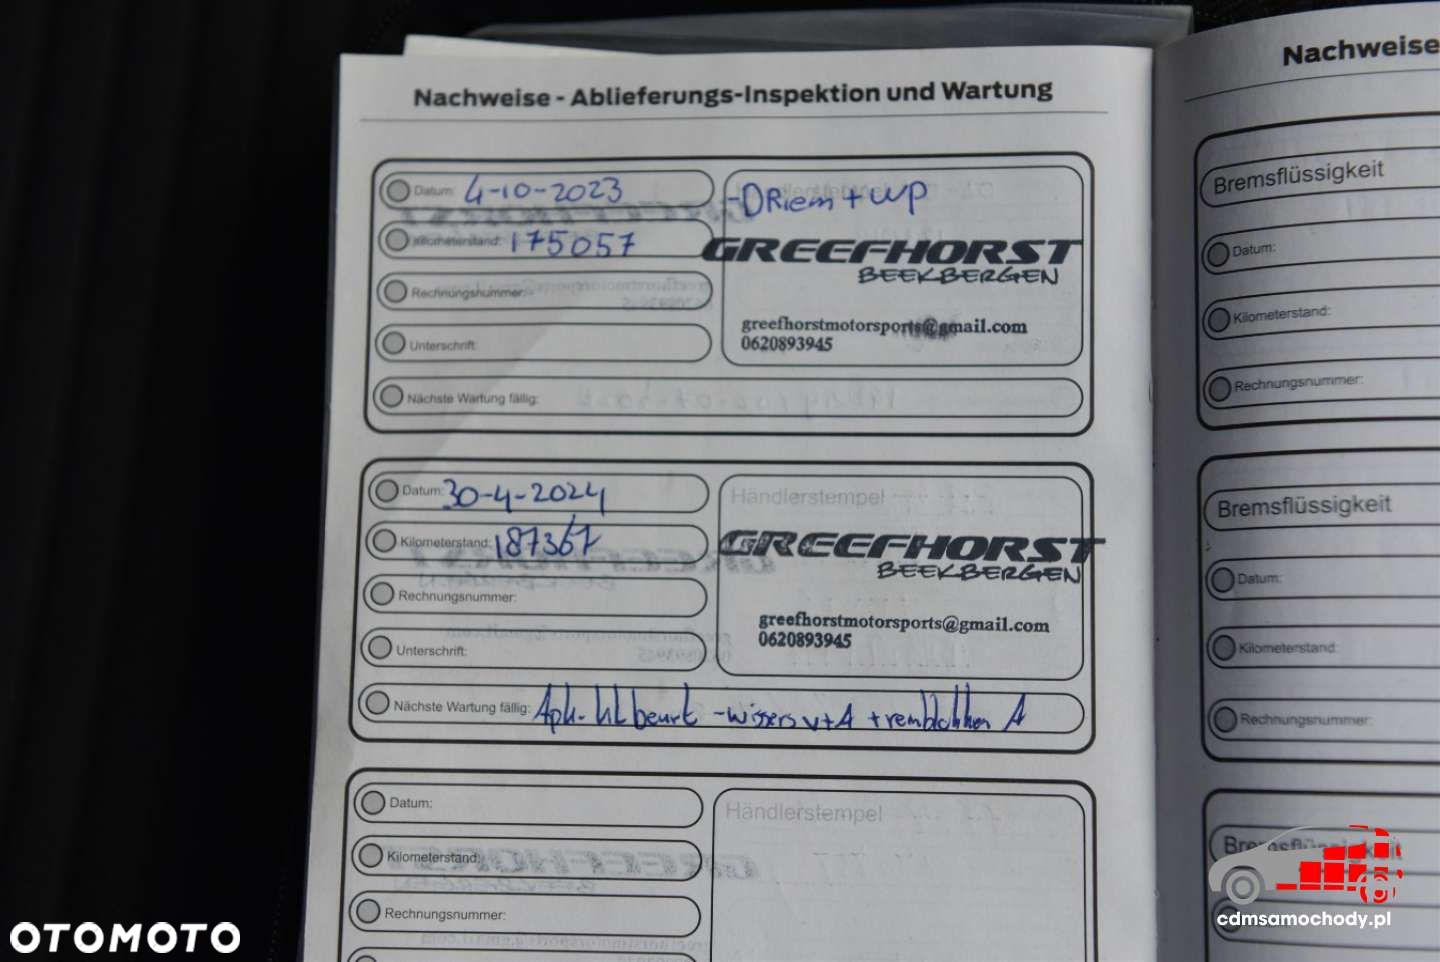 Nachweise - Ablieferungs-Inspektion und Wartung
Datum: 4-10-2023
Kilometerstand: 175057
Rechnungsnummer:
Unterschrift:
Nächste Wartung fällig:
-DRiem + WP
GREEFHORST
BEEKBERGEN
greefhorstmotorsports@gmail.com
0620893945
Datum: 30-4-2024
Kilometerstand: 187367
Rechnungsnummer:
Unterschrift:
Händlerstempel
GREEFHORST
BEEKBERGEN
greefhorstmotorsports@gmail.com
0620893945
Nächste Wartung fällig: beurt -wissers v+A + A
Datum:
Kilometerstand:
Rechnungsnummer:
Händlerstempel
Nachweise
Bremsflüssigkeit
Datum:
Kilometerstand:
Rechnungsnummer:
Bremsflüssigkeit
Datum:
Kilometerstand:
Rechnungsnummer:
Bremsflüssigkeit
cdmsamochody.pl
OTOMOTO